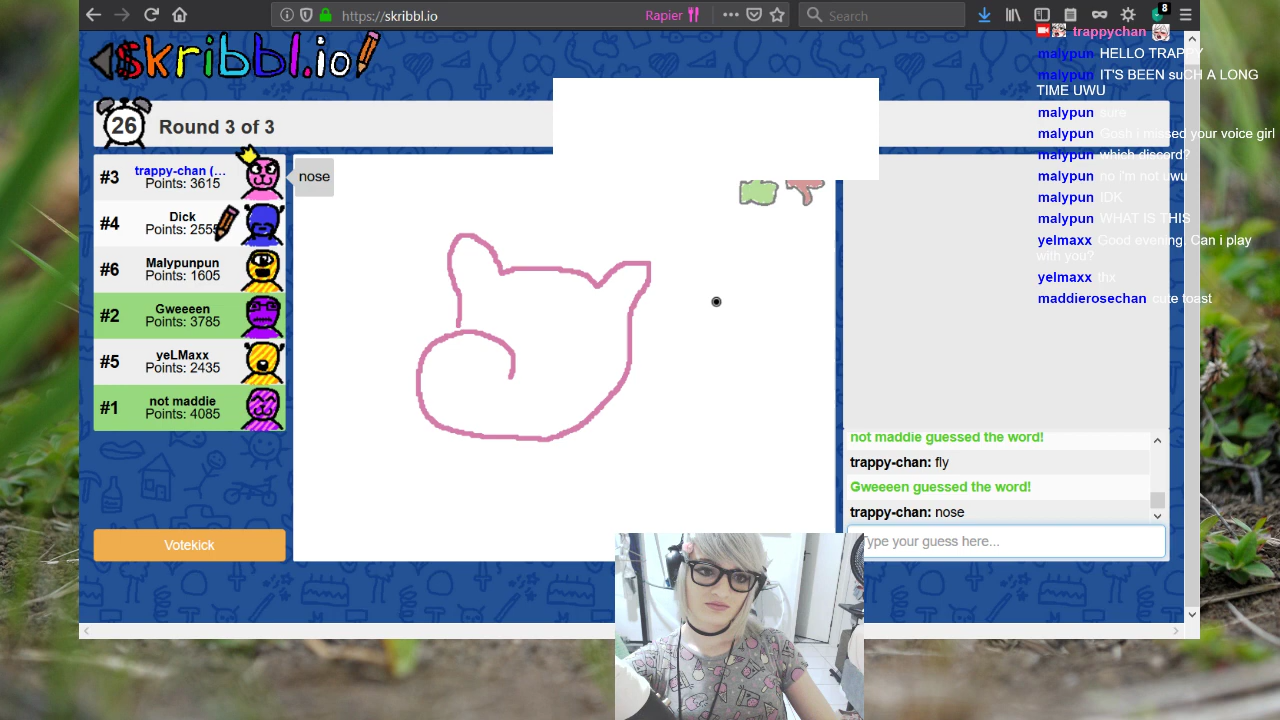 https://skribbl.io
Rapier
Search
8
skribbl.io
trappychan
malypun HELLO TRAPPY
malypun IT'S BEEN suCH A LONG
TIME UWU
malypun sure
malypun Gosh i missed your voice girl
malypun which discord?
malypun no i'm not uwu
malypun IDK
malypun WHAT IS THIS
yelmaxx Good evening. Can i play
with you?
yelmaxx thx
maddierosechan cute toast
26
Round 3 of 3
#3 trappy-chan (...
Points: 3615
nose
#4 Dick
Points: 2555
#6 Malypunpun
Points: 1605
#2 Gweeeen
Points: 3785
#5 yeLMaxx
Points: 2435
#1 not maddie
Points: 4085
Votekick
not maddie guessed the word!
trappy-chan: fly
Gweeeen guessed the word!
trappy-chan: nose
ype your guess here...